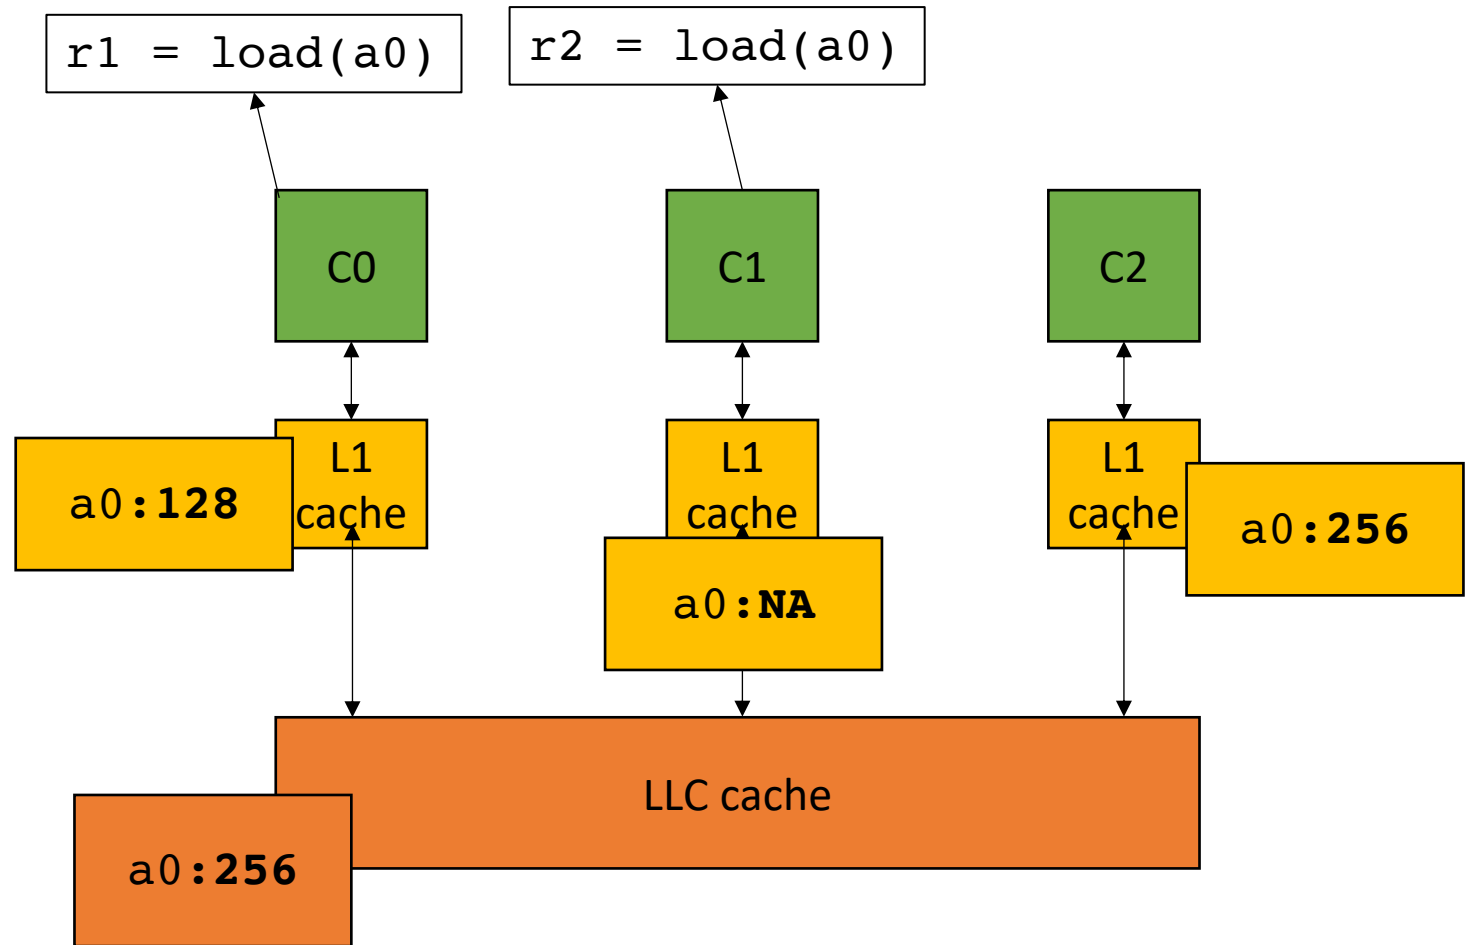 r1 = load(a0)
r2 = load(a0)
C0
C1
C2
L1
cache
L1
cache
L1
cache
a0:128
a0:NA
a0:256
LLC cache
a0:256